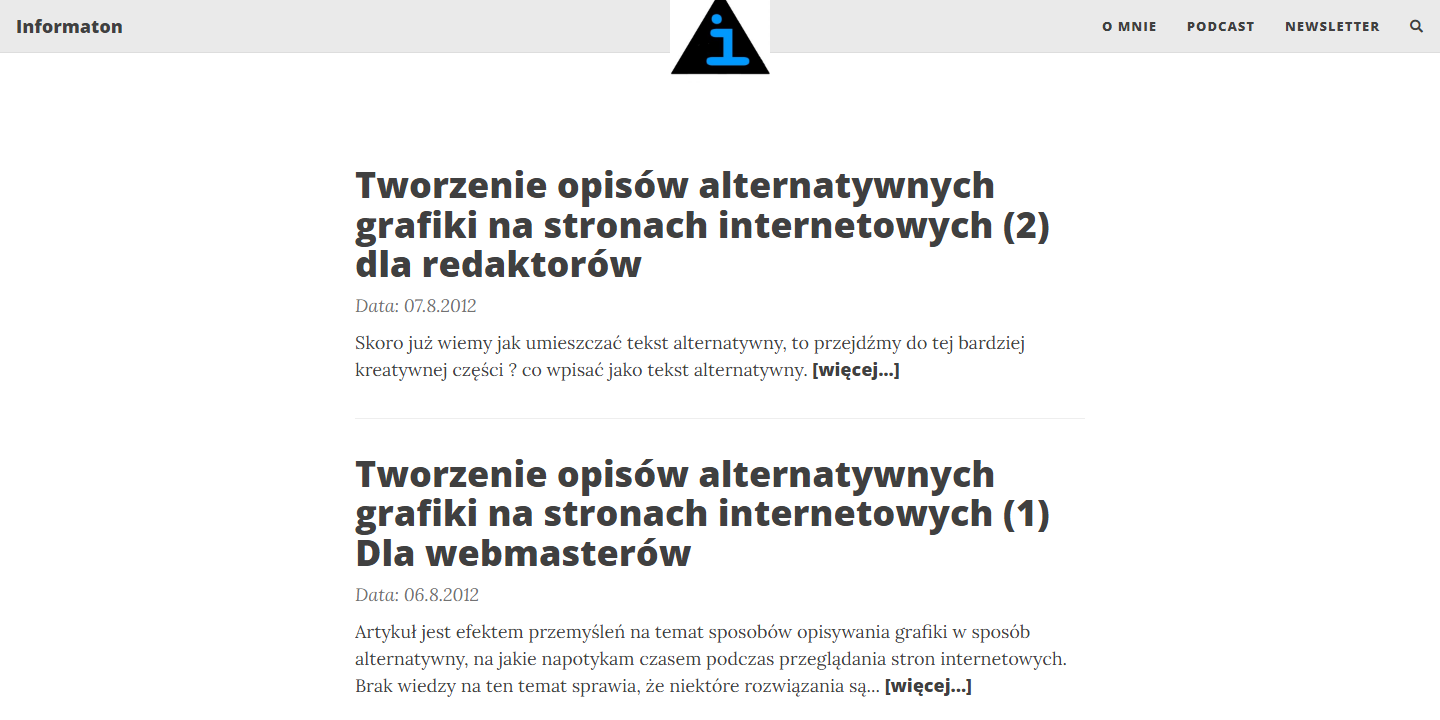 Informaton
i
O MNIE
PODCAST
NEWSLETTER
Tworzenie opisów alternatywnych
grafiki na stronach internetowych (2)
dla redaktorów
Data: 07.8.2012
Skoro już wiemy jak umieszczać tekst alternatywny, to przejdźmy do tej bardziej
kreatywnej części ? co wpisać jako tekst alternatywny. [więcej...]
Tworzenie opisów alternatywnych
grafiki na stronach internetowych (1)
Dla webmasterów
Data: 06.8.2012
Artykuł jest efektem przemyśleń na temat sposobów opisywania grafiki w sposób
alternatywny, na jakie napotykam czasem podczas przeglądania stron internetowych.
Brak wiedzy na ten temat sprawia, że niektóre rozwiązania są... [więcej...]